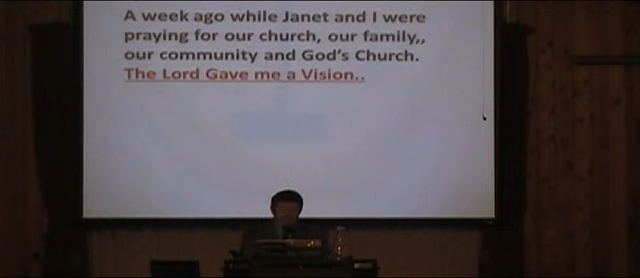 A week ago while Janet and I were
praying for our church, our family,,
our community and God's Church.
The Lord Gave me a Vision..